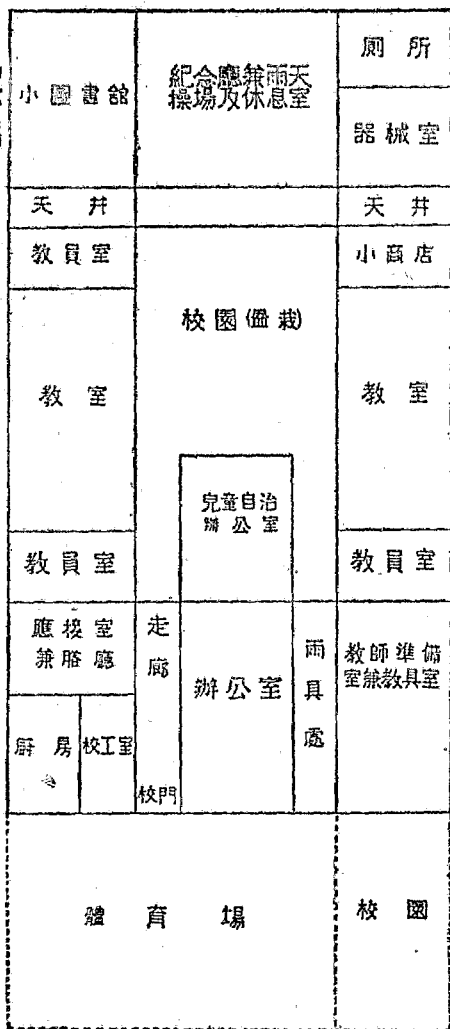 小圖書館
紀念廳兼雨天
操場及休息室
厠所
器械室
天井
天井
教員室
小商店
校園(盤栽)
教室
教室
兒童自治
辦公室
教員室
教員室
應接室
兼膳廳
走廊
辦公室
雨具處
教師準備
室兼教具室
厨房
校工室
校門
體育場
校園